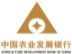 中国农业发展银行
AGRICULTURAL DEVELOPMENT BANK OF CHINA